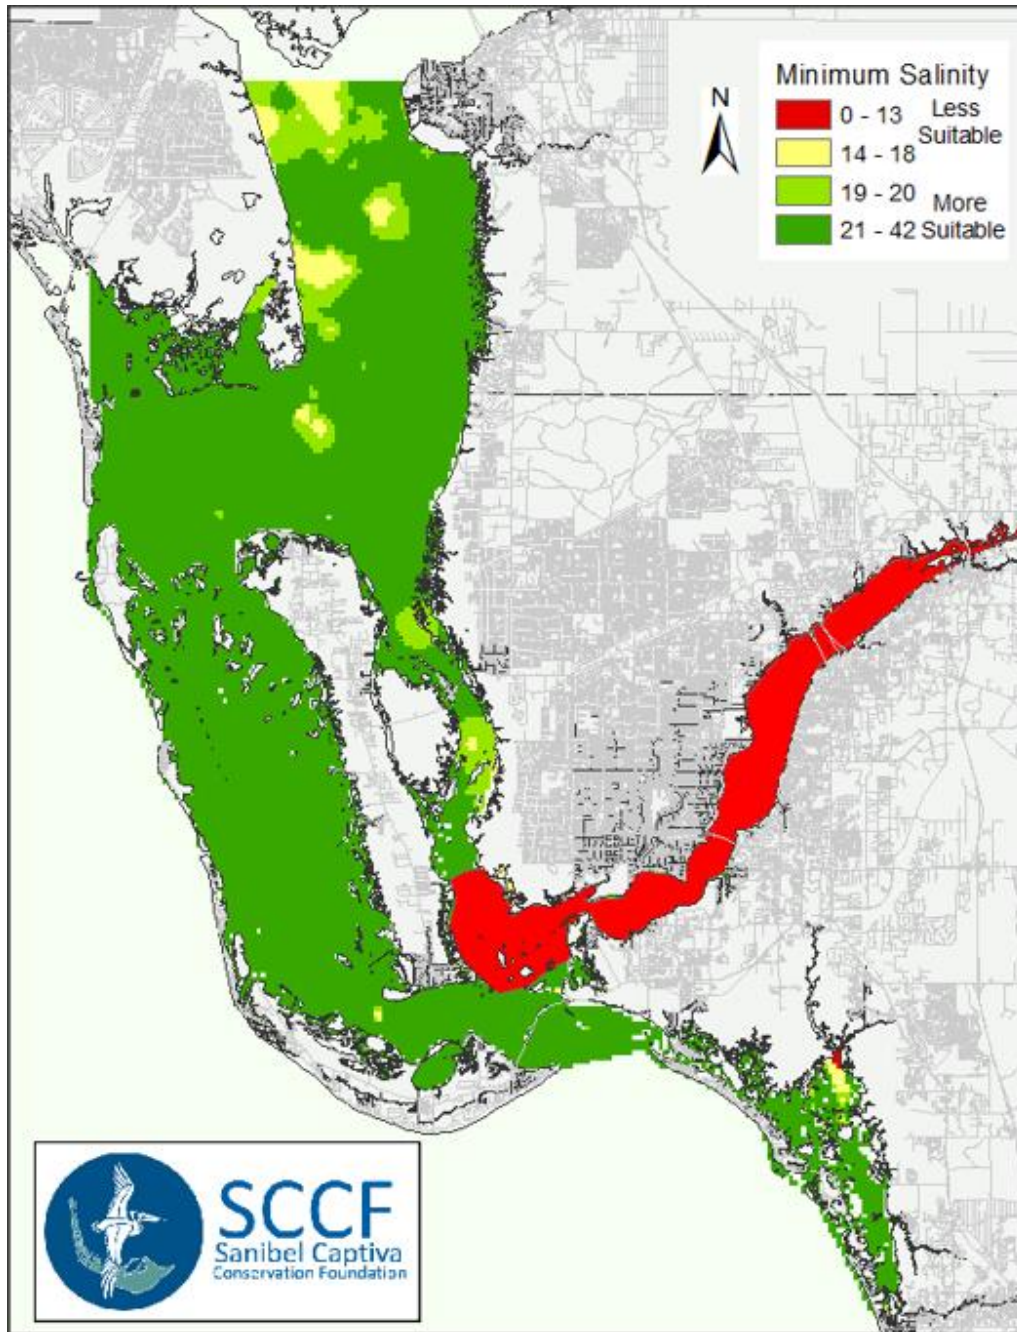 Minimum Salinity
0 - 13 Less
Suitable
14 - 18
19 - 20 More
21 - 42 Suitable
N
SCCF
Sanibel Captiva
Conservation Foundation